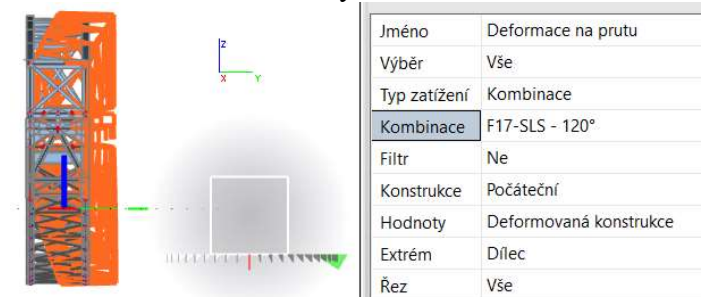 z
x
Y
Jméno Deformace na prutu
Výběr Vše
Typ zatížení Kombinace
Kombinace F17-SLS - 120°
Filtr Ne
Konstrukce Počáteční
Hodnoty Deformovaná konstrukce
Extrém Dílec
Řez Vše